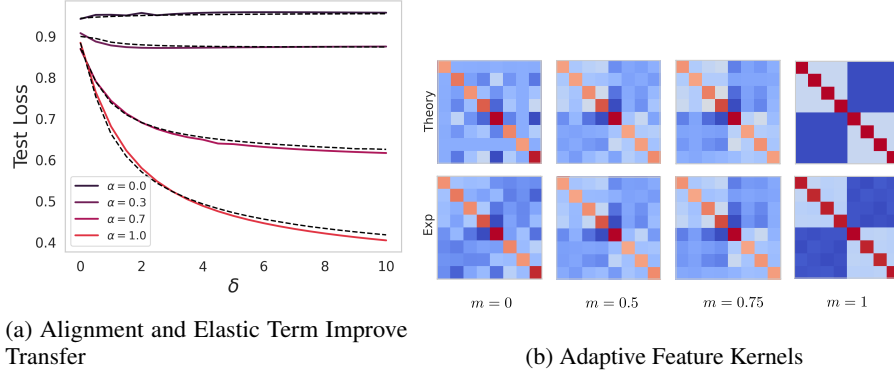 Test Loss
0.9
0.8
0.7
0.6
0.5
0.4
α = 0.0
α = 0.3
α = 0.7
α = 1.0
0 2 4 6 8 10
δ
(a) Alignment and Elastic Term Improve
Transfer
Theory
Exp
m = 0 m = 0.5 m = 0.75 m = 1
(b) Adaptive Feature Kernels